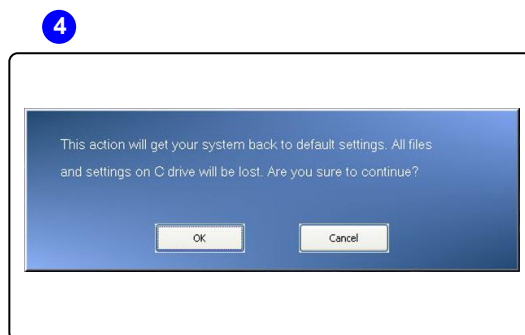 4
This action will get your system back to default settings. All files
and settings on C drive will be lost. Are you sure to continue?
OK
Cancel